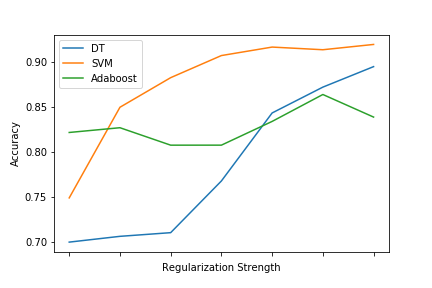 DT
SVM
Adaboost
0.90
0.85
0.80
0.75
0.70
Accuracy
Regularization Strength